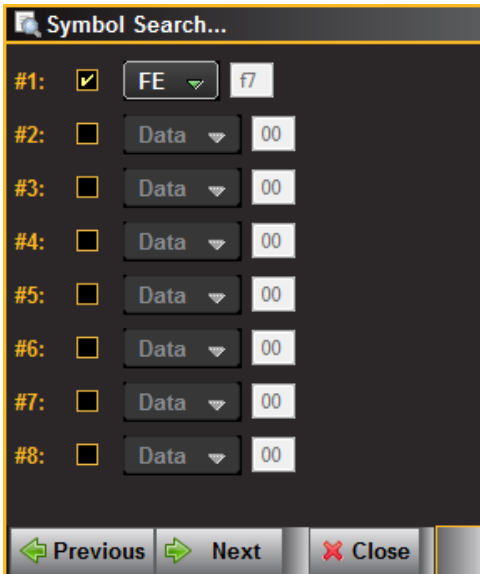 Symbol Search...
#1: FE f7
#2: Data 00
#3: Data 00
#4: Data 00
#5: Data 00
#6: Data 00
#7: Data 00
#8: Data 00
Previous Next Close